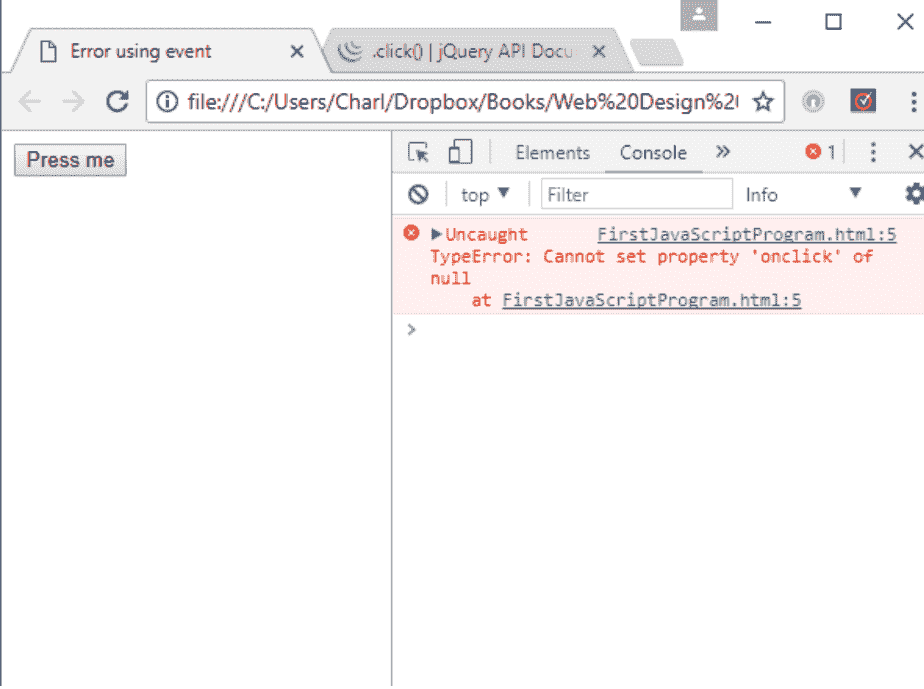 Error using event
.click() | jQuery API Docu
file:///C:/Users/Charl/Dropbox/Books/Web%20Design%20
Press me
Elements Console » 1
top ▼ Filter Info ▼
▶Uncaught FirstJavaScriptProgram.html:5
TypeError: Cannot set property 'onclick' of
null
at FirstJavaScriptProgram.html:5
>